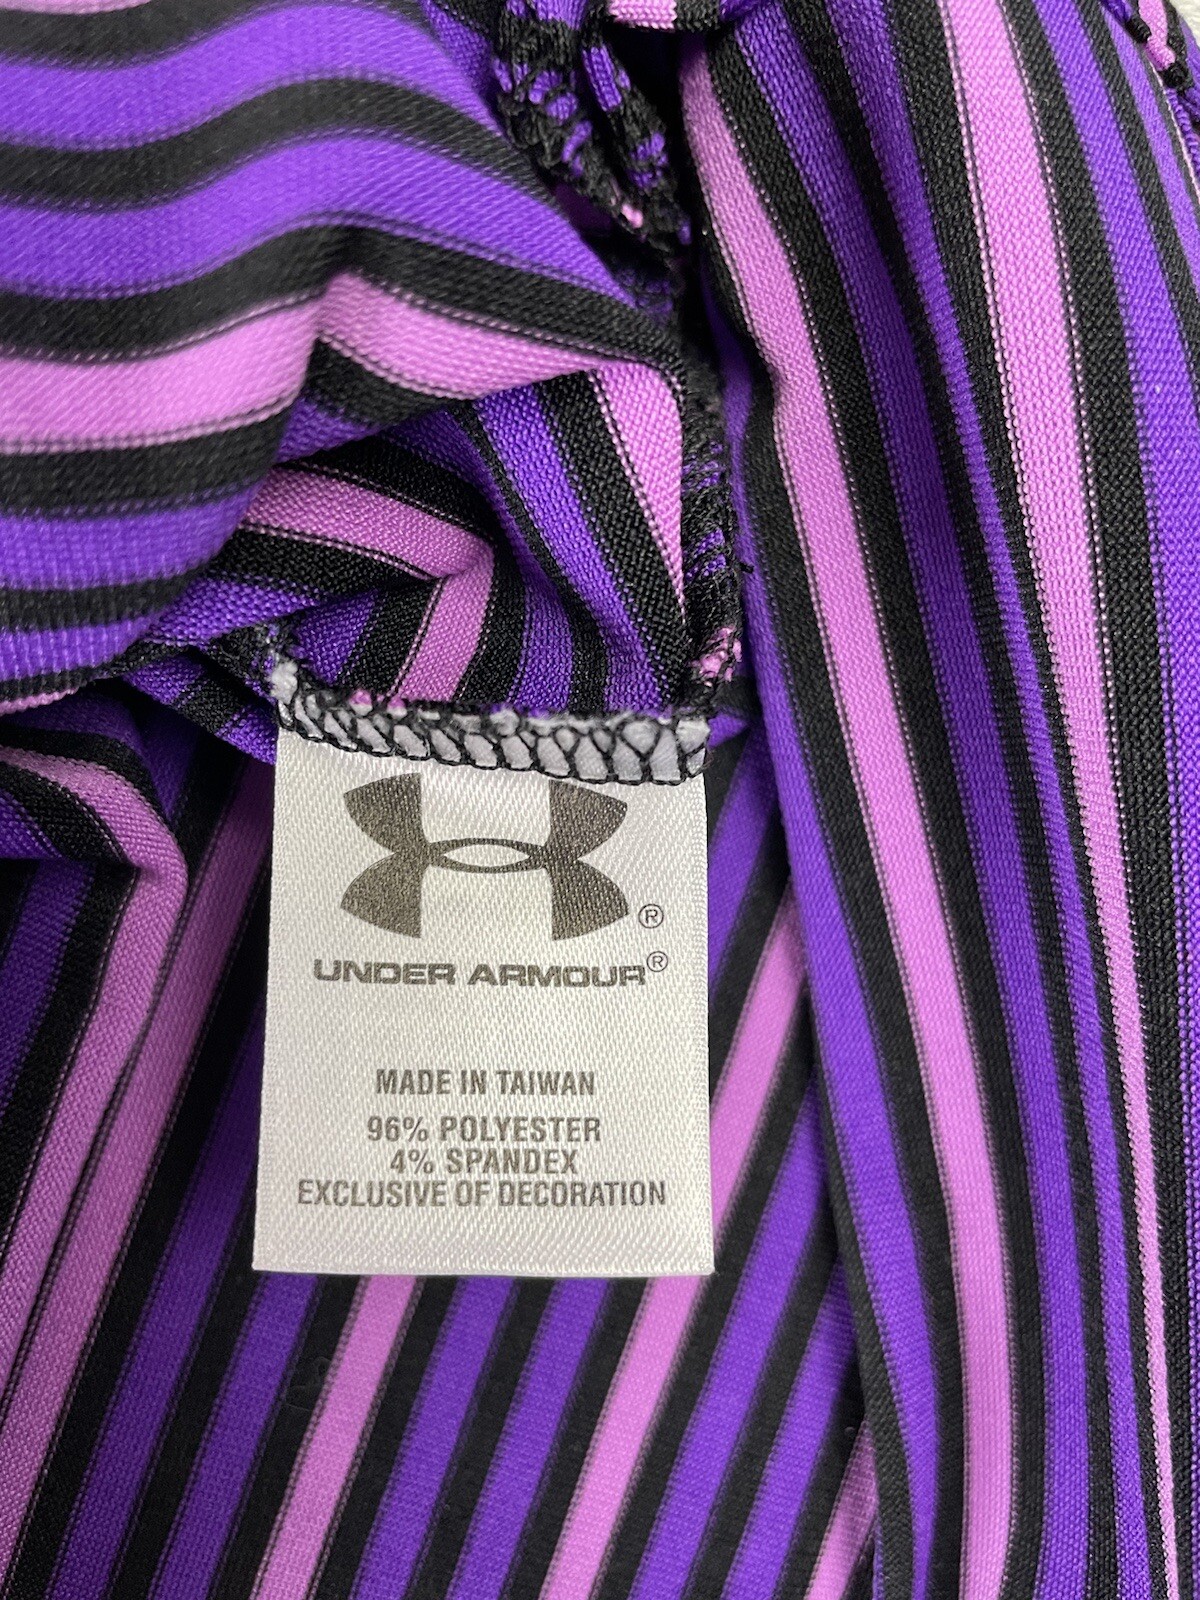 ®
UNDER ARMOUR®
MADE IN TAIWAN
96% POLYESTER
4% SPANDEX
EXCLUSIVE OF DECORATION